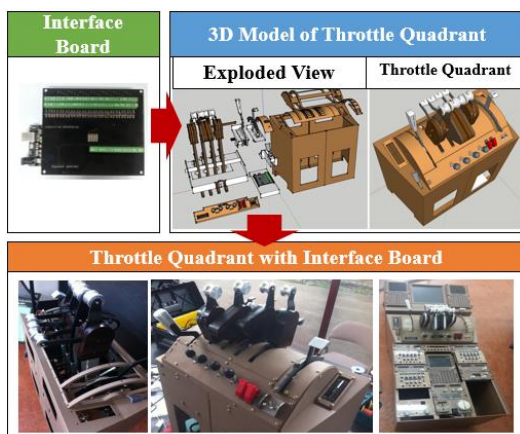 Interface
Board
3D Model of Throttle Quadrant
Exploded View
Throttle Quadrant
Throttle Quadrant with Interface Board